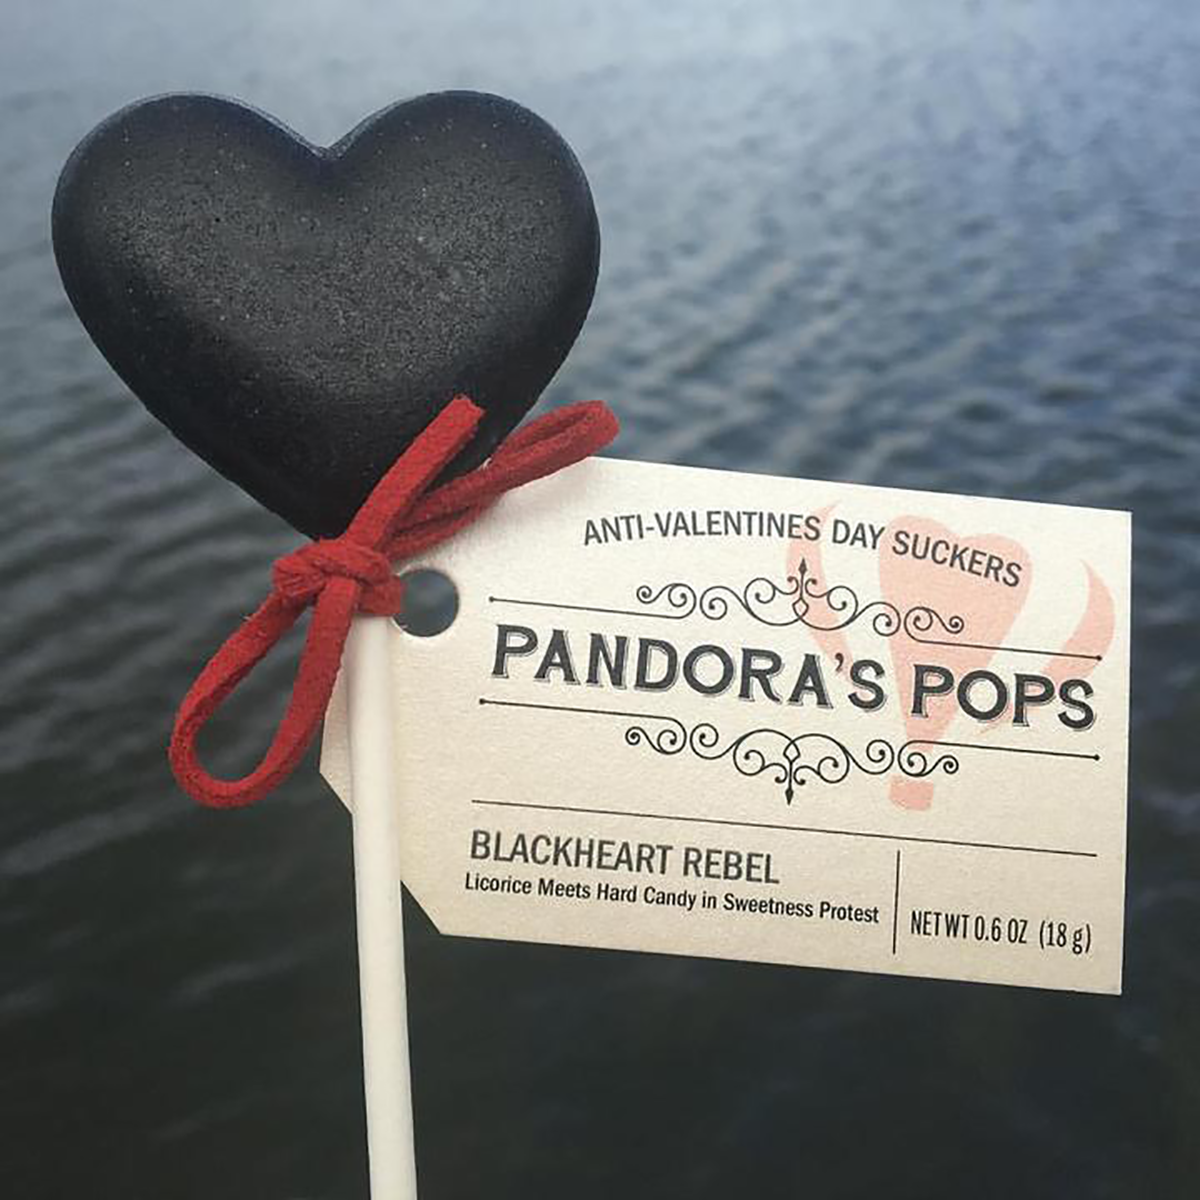 ANTI-VALENTINES DAY SUCKERS
PANDORA'S POPS
BLACKHEART REBEL
Licorice Meets Hard Candy in Sweetness Protest
NET WT 0.6 OZ (18 g)